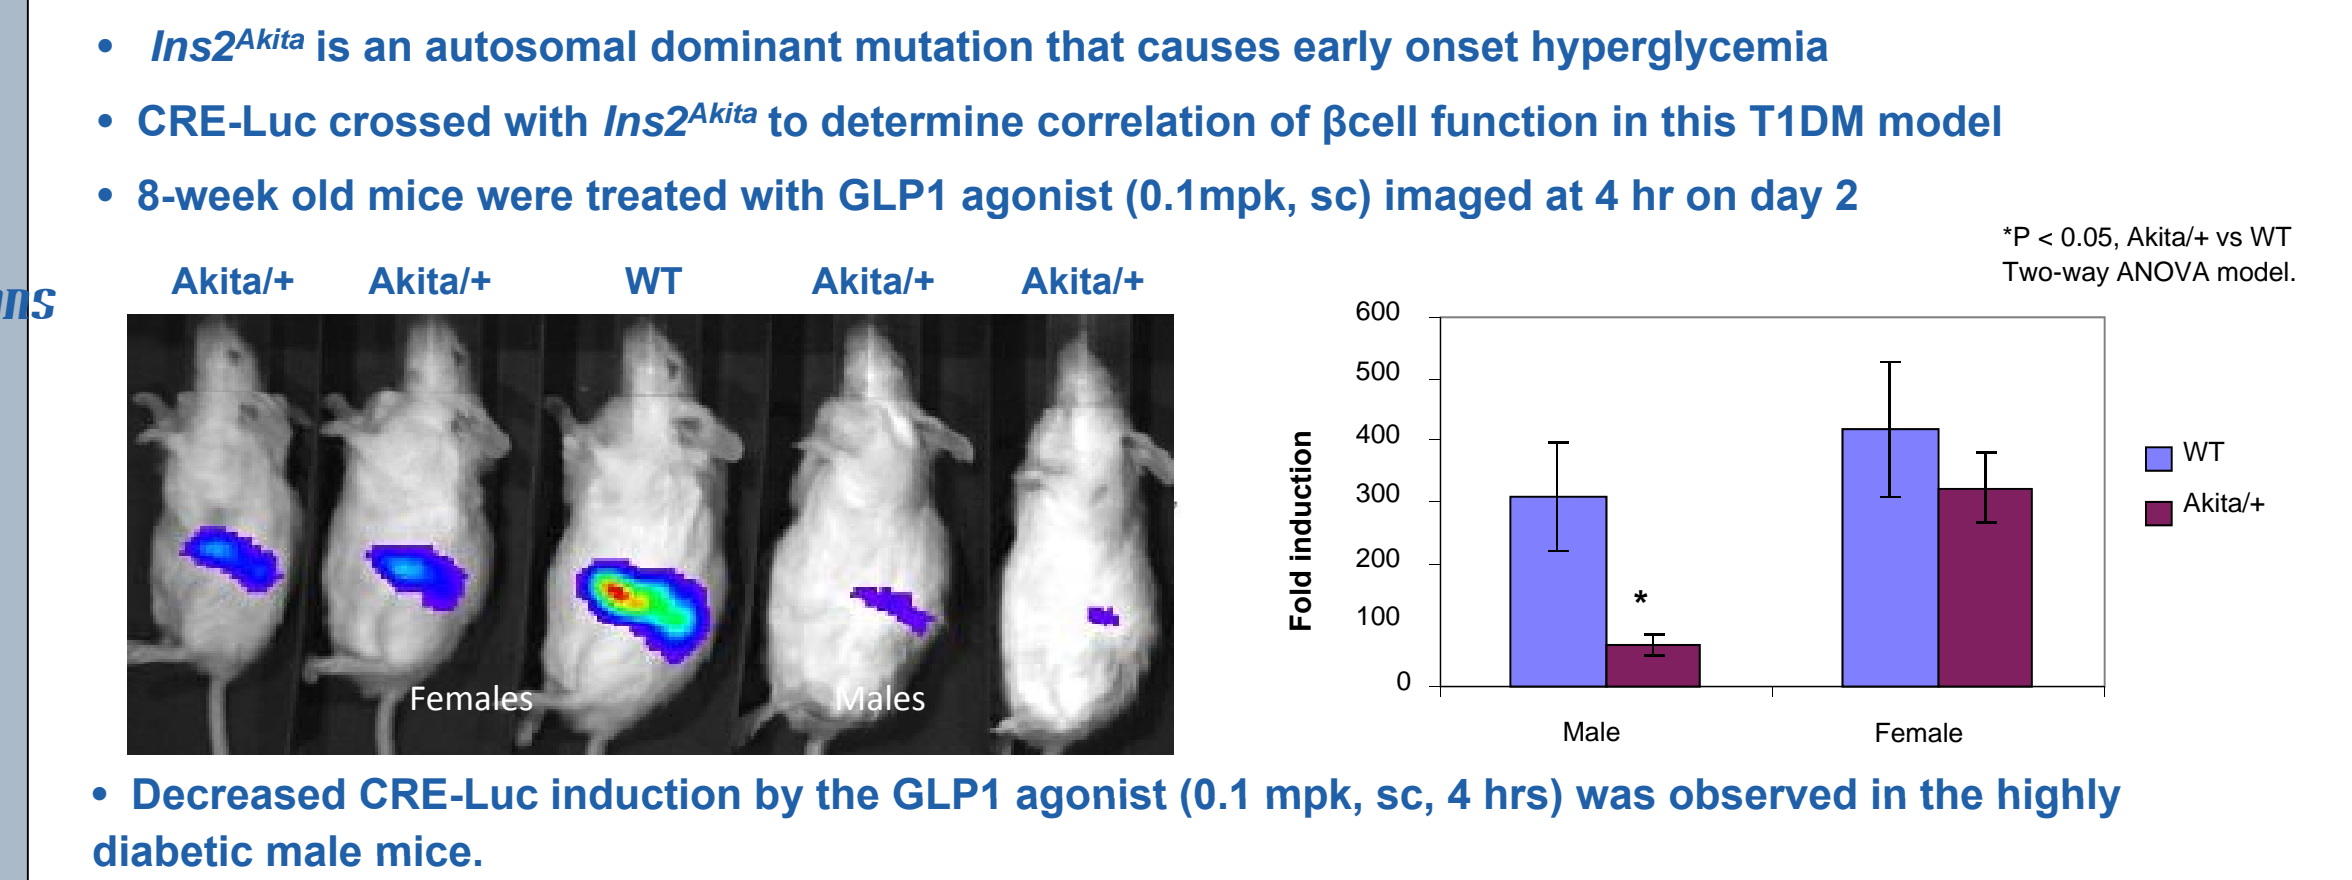 • Ins2Akita is an autosomal dominant mutation that causes early onset hyperglycemia
• CRE-Luc crossed with Ins2Akita to determine correlation of βcell function in this T1DM model
• 8-week old mice were treated with GLP1 agonist (0.1mpk, sc) imaged at 4 hr on day 2
*P < 0.05, Akita/+ vs WT
Two-way ANOVA model.
ns
Akita/+ Akita/+ WT Akita/+ Akita/+
Females Males
Fold induction
600
500
400
300
200
100
0
*
Male Female
WT
Akita/+
• Decreased CRE-Luc induction by the GLP1 agonist (0.1 mpk, sc, 4 hrs) was observed in the highly
diabetic male mice.